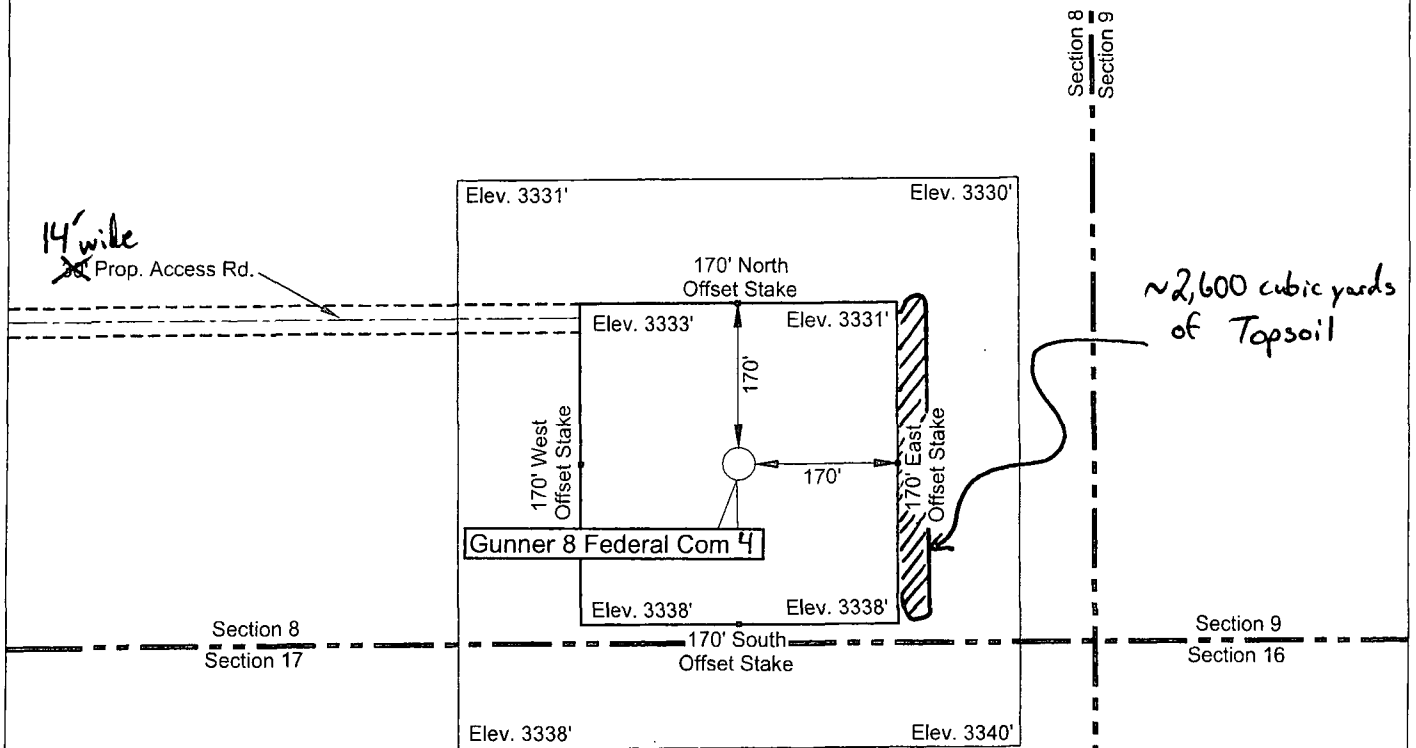 Section 8
Section 9
Elev. 3331'
Elev. 3330'
14' wide
30' Prop. Access Rd.
170' North
Offset Stake
~2,600 cubic yards
of Topsoil
Elev. 3333'
Elev. 3331'
170'
170' West
Offset Stake
170'
170' East
Offset Stake
Gunner 8 Federal Com 4
Elev. 3338'
Elev. 3338'
Section 8
Section 17
170' South
Offset Stake
Section 9
Section 16
Elev. 3338'
Elev. 3340'